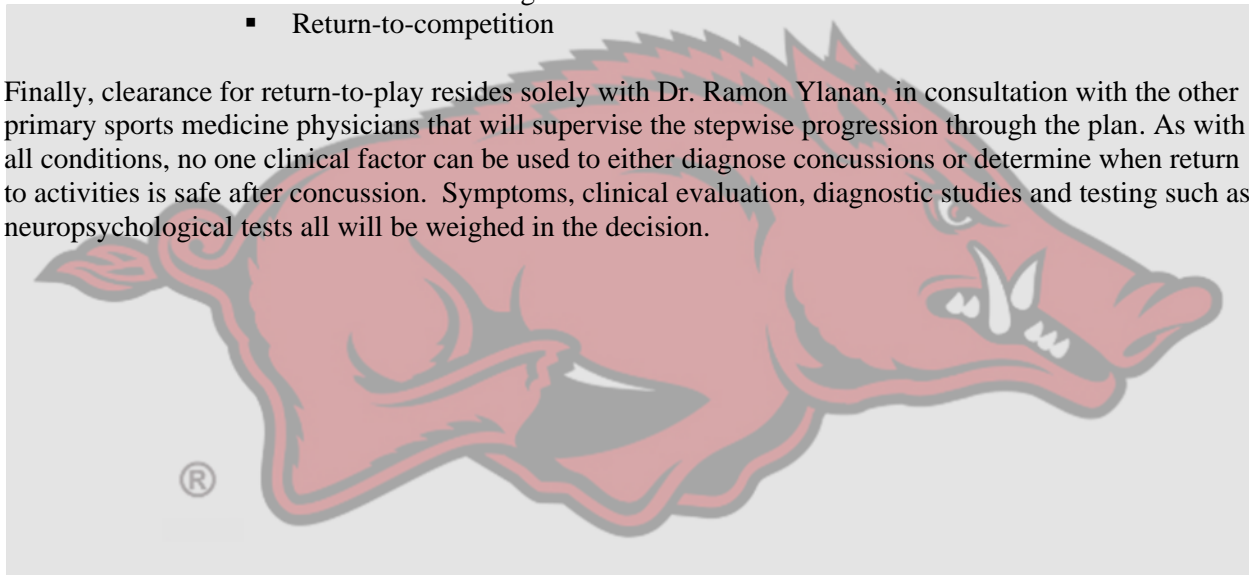 ▪ Return-to-competition
Finally, clearance for return-to-play resides solely with Dr. Ramon Ylanan, in consultation with the other
primary sports medicine physicians that will supervise the stepwise progression through the plan. As with
all conditions, no one clinical factor can be used to either diagnose concussions or determine when return
to activities is safe after concussion.  Symptoms, clinical evaluation, diagnostic studies and testing such as
neuropsychological tests all will be weighed in the decision.
®